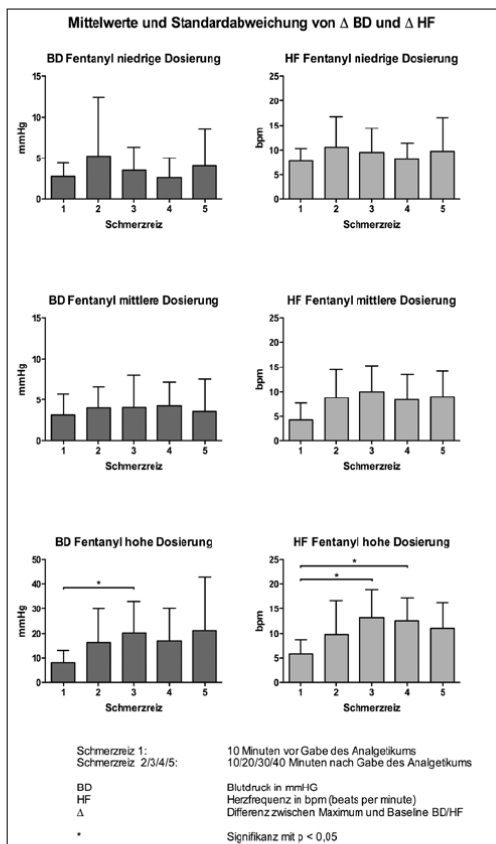 Mittelwerte und Standardabweichung von Δ BD und Δ HF
BD Fentanyl niedrige Dosierung
mmHg
15
10
5
0
1 2 3 4 5
Schmerzreiz
HF Fentanyl niedrige Dosierung
bpm
25
20
15
10
5
0
1 2 3 4 5
Schmerzreiz
BD Fentanyl mittlere Dosierung
mmHg
15
10
5
0
1 2 3 4 5
Schmerzreiz
HF Fentanyl mittlere Dosierung
bpm
25
20
15
10
5
0
1 2 3 4 5
Schmerzreiz
BD Fentanyl hohe Dosierung
mmHg
50
40
30
20
10
0
*
1 2 3 4 5
Schmerzreiz
HF Fentanyl hohe Dosierung
bpm
25
20
15
10
5
0
*
*
1 2 3 4 5
Schmerzreiz
Schmerzreiz 1: 10 Minuten vor Gabe des Analgetikums
Schmerzreiz 2/3/4/5: 10/20/30/40 Minuten nach Gabe des Analgetikums
BD Blutdruck in mmHG
HF Herzfrequenz in bpm (beats per minute)
Δ Differenz zwischen Maximum und Baseline BD/HF
* Signifikanz mit p < 0,05